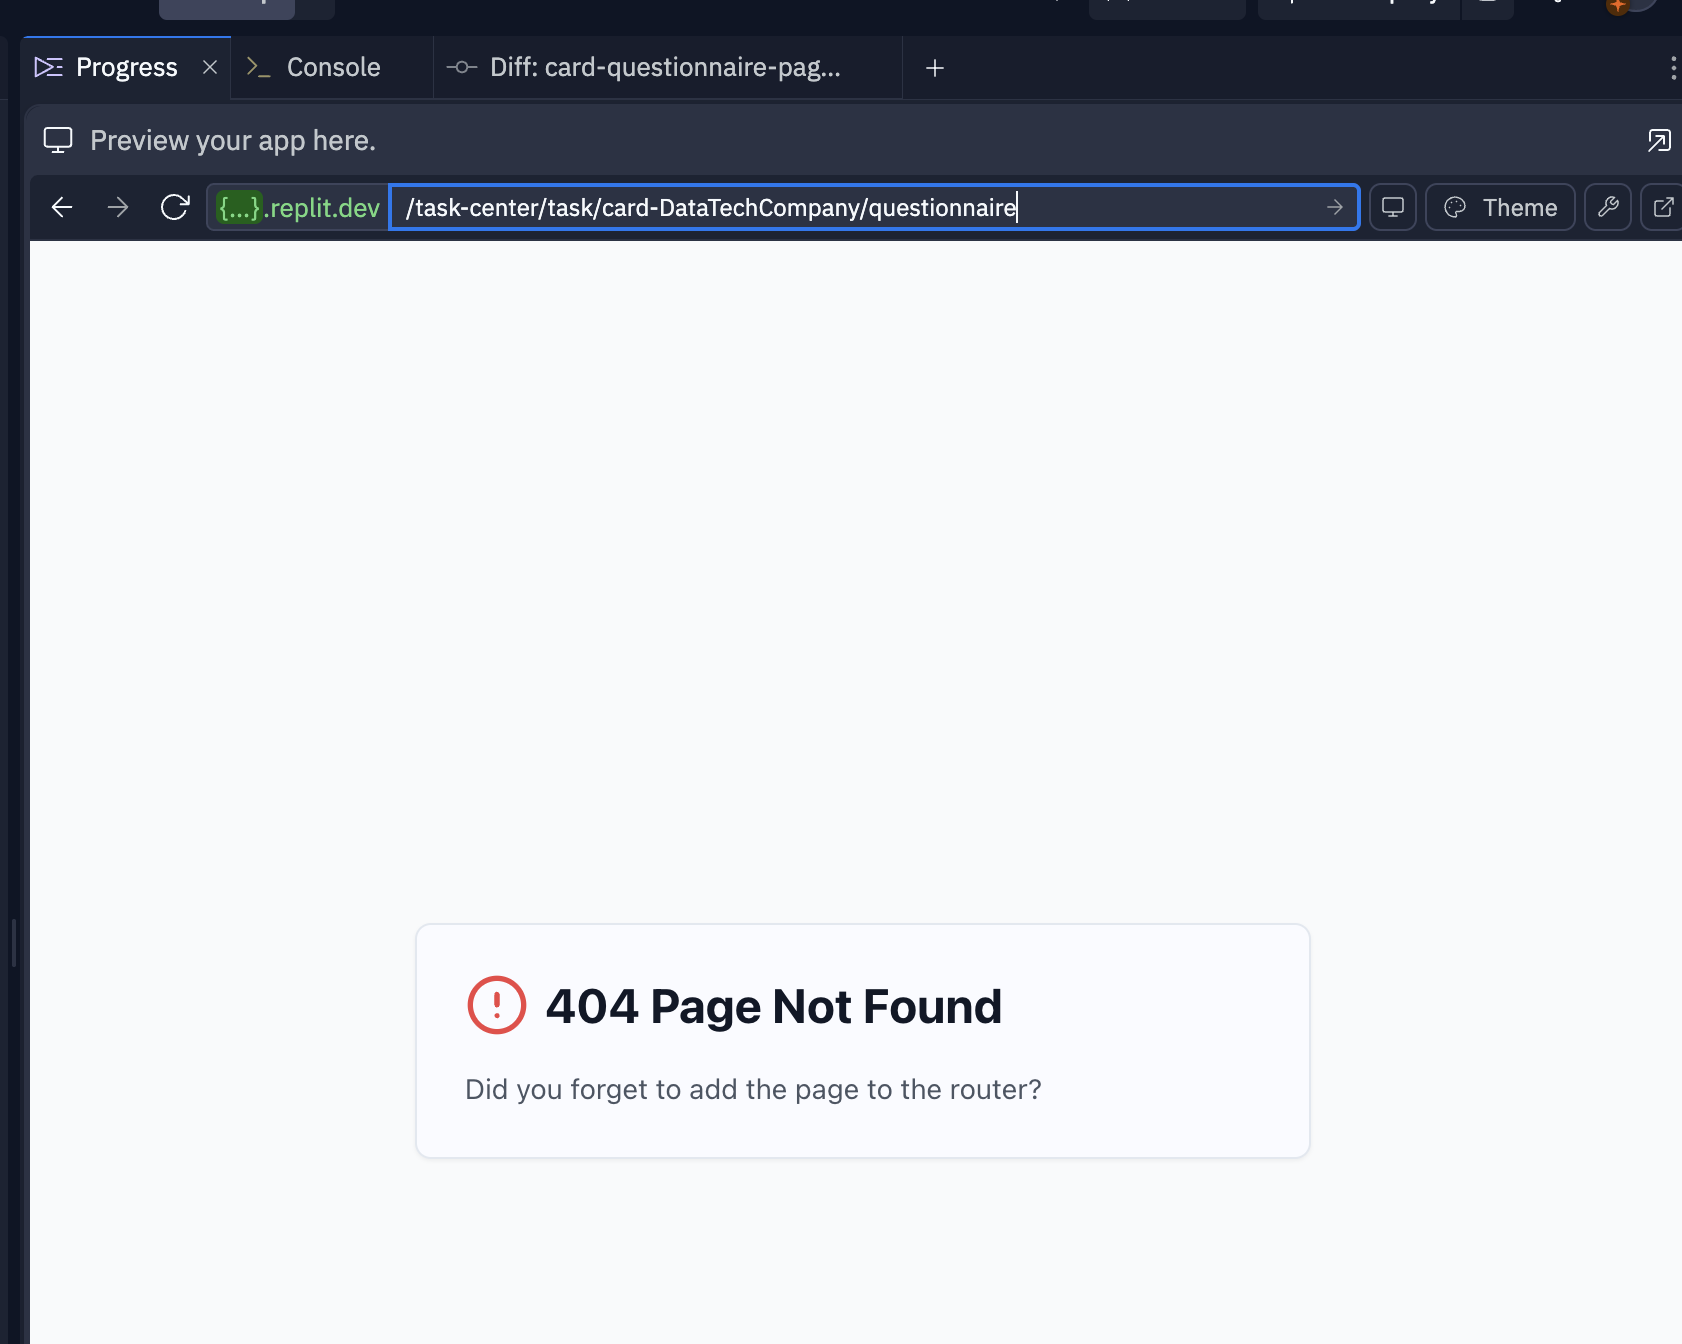 Progress
Console
Diff: card-questionnaire-pag...
Preview your app here.
{...}.replit.dev /task-center/task/card-DataTechCompany/questionnaire
Theme
404 Page Not Found
Did you forget to add the page to the router?